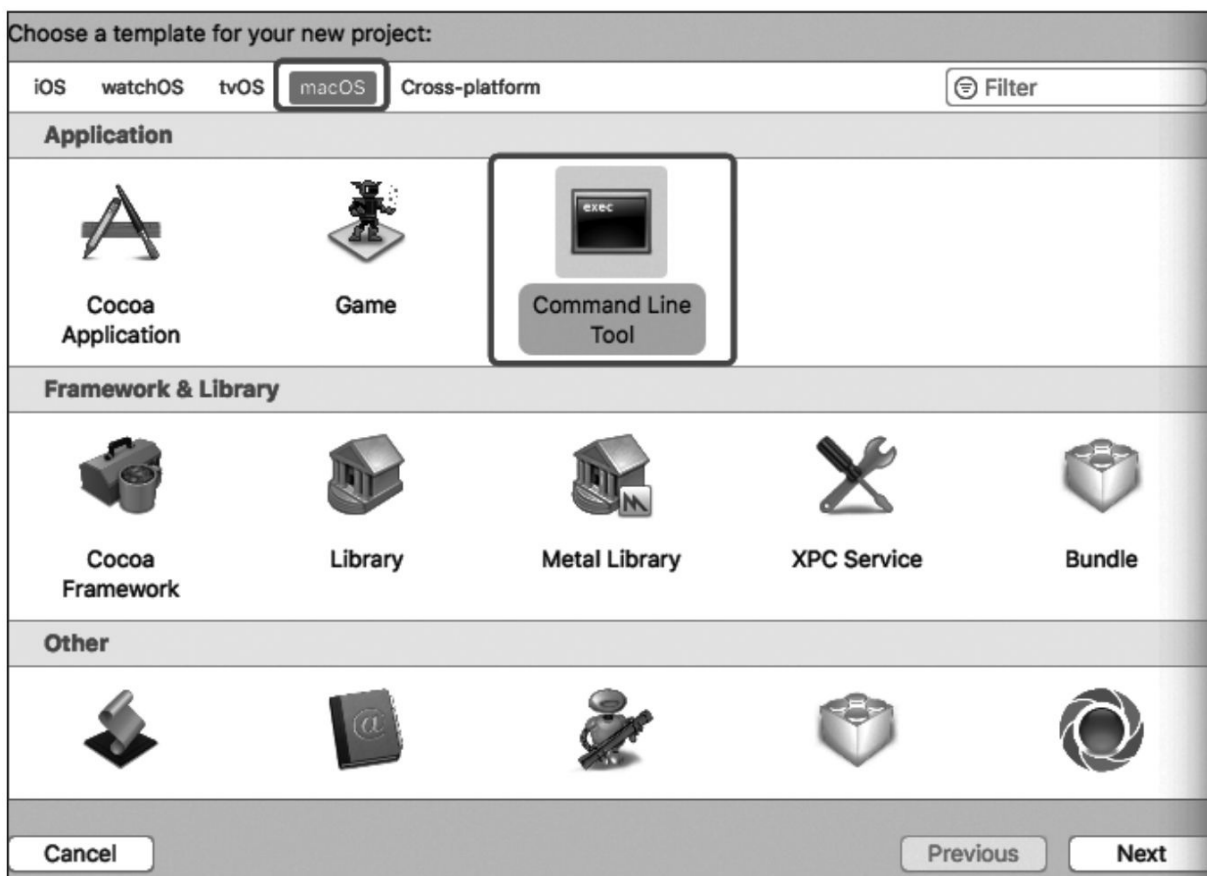 Choose a template for your new project:
iOS watchOS tvOS macOS Cross-platform Filter
Application
exec
Cocoa Application
Game
Command Line Tool
Framework & Library
Cocoa Framework
Library
Metal Library
XPC Service
Bundle
Other
@
Cancel Previous Next